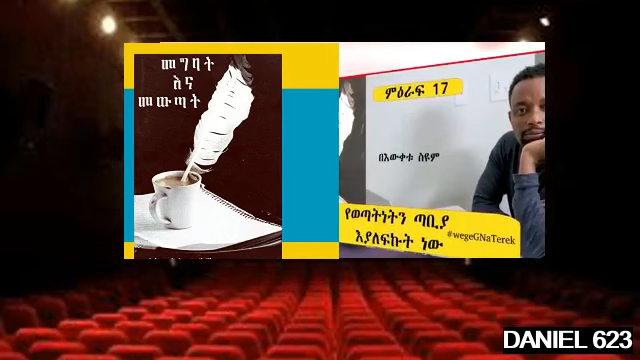 መግባት
እና
መውጣት
ምዕራፍ 17
በእውቀቱ ስዩም
የወጣትነትን ጣቢያ
እያለፍኩት ነው
#wegeGNaTerek
DANIEL 623